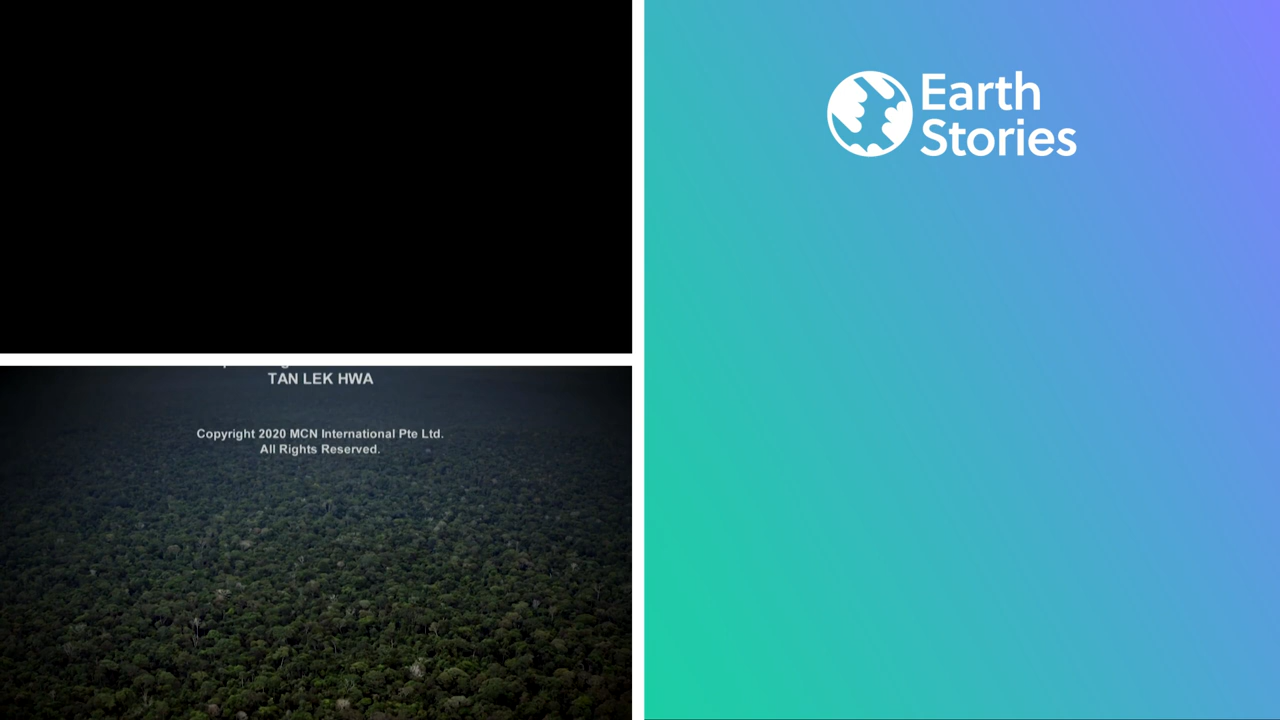 Earth
Stories
TAN LEK HWA
Copyright 2020 MCN International Pte Ltd.
All Rights Reserved.